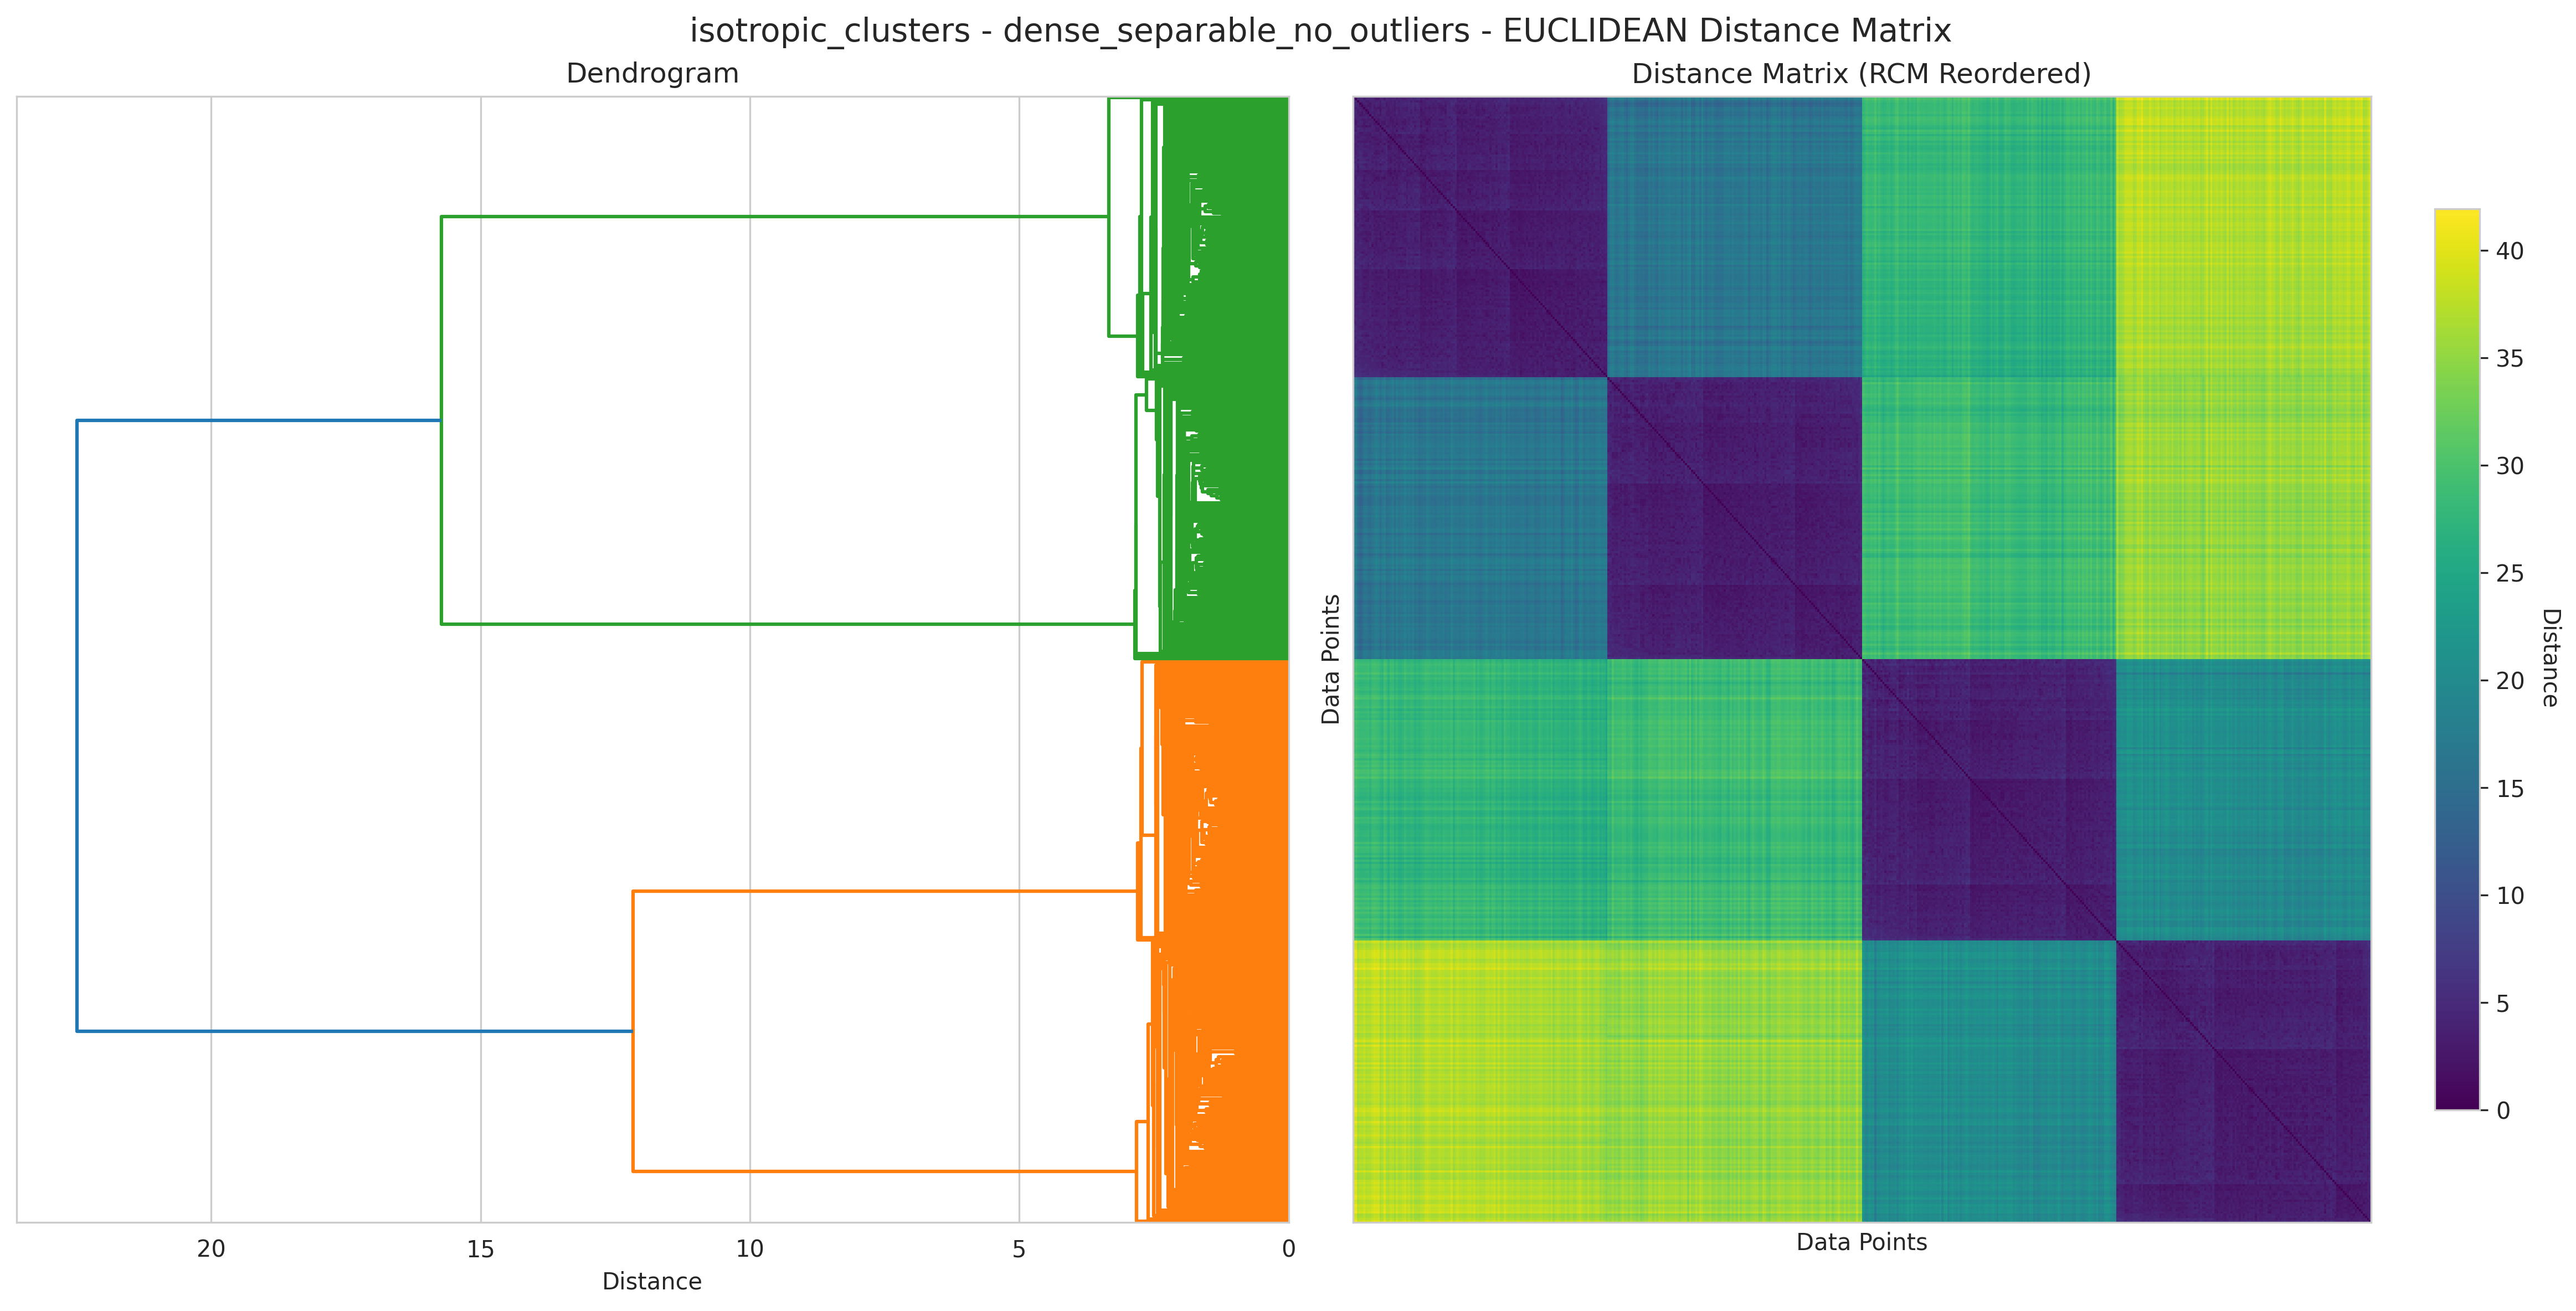 isotropic_clusters - dense_separable_no_outliers - EUCLIDEAN Distance Matrix
Dendrogram
20 15 10 5 0
Distance
Distance Matrix (RCM Reordered)
Data Points
Data Points
40
35
30
25
20
15
10
5
0
Distance